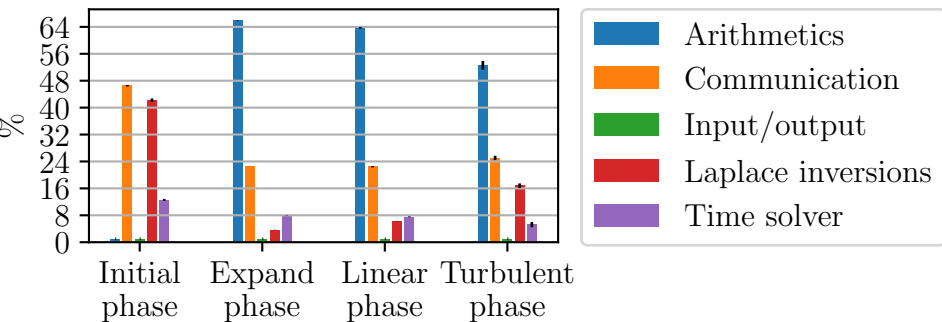 64
56
48
40
32
24
16
8
0
%
Initial phase
Expand phase
Linear phase
Turbulent phase
Arithmetics
Communication
Input/output
Laplace inversions
Time solver